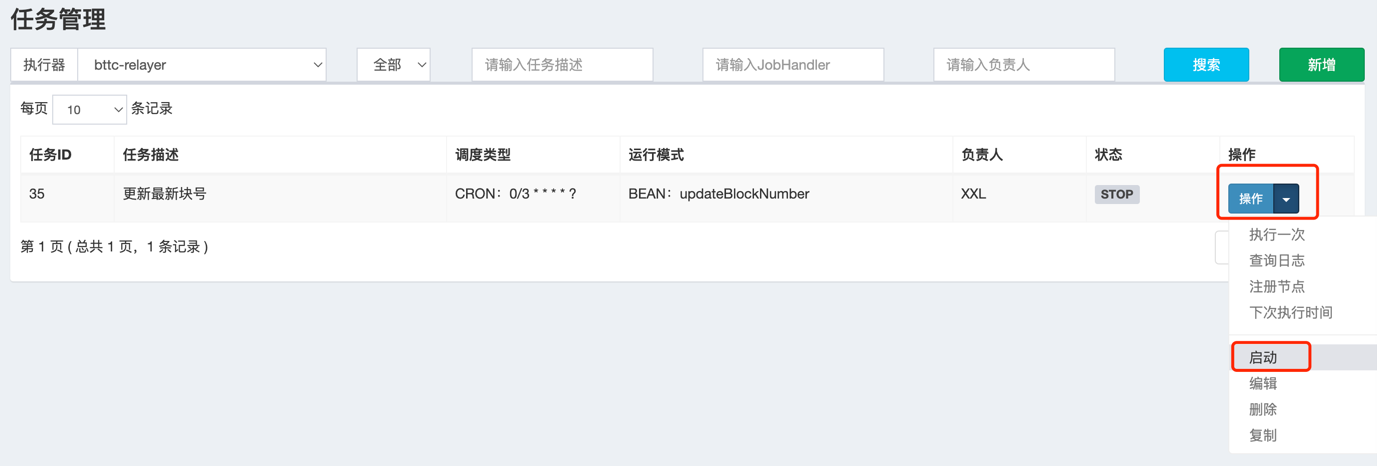 任务管理
执行器 bttc-relayer 全部 请输入任务描述 请输入JobHandler 请输入负责人 搜索 新增
每页 10 条记录
任务ID 任务描述 调度类型 运行模式 负责人 状态 操作
35 更新最新块号 CRON：0/3 * * * * ? BEAN：updateBlockNumber XXL STOP 操作
第 1 页 ( 总共 1 页，1 条记录 )
执行一次
查询日志
注册节点
下次执行时间
启动
编辑
删除
复制